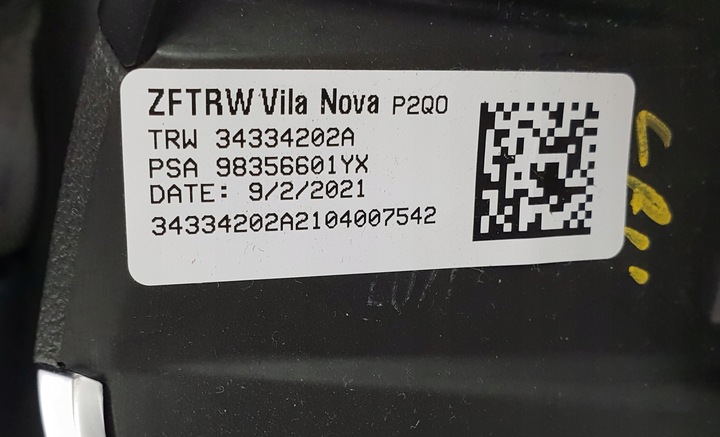 ZFTRW Vila Nova P2Q0
TRW 34334202A
PSA 98356601YX
DATE: 9/2/2021
34334202A2104007542